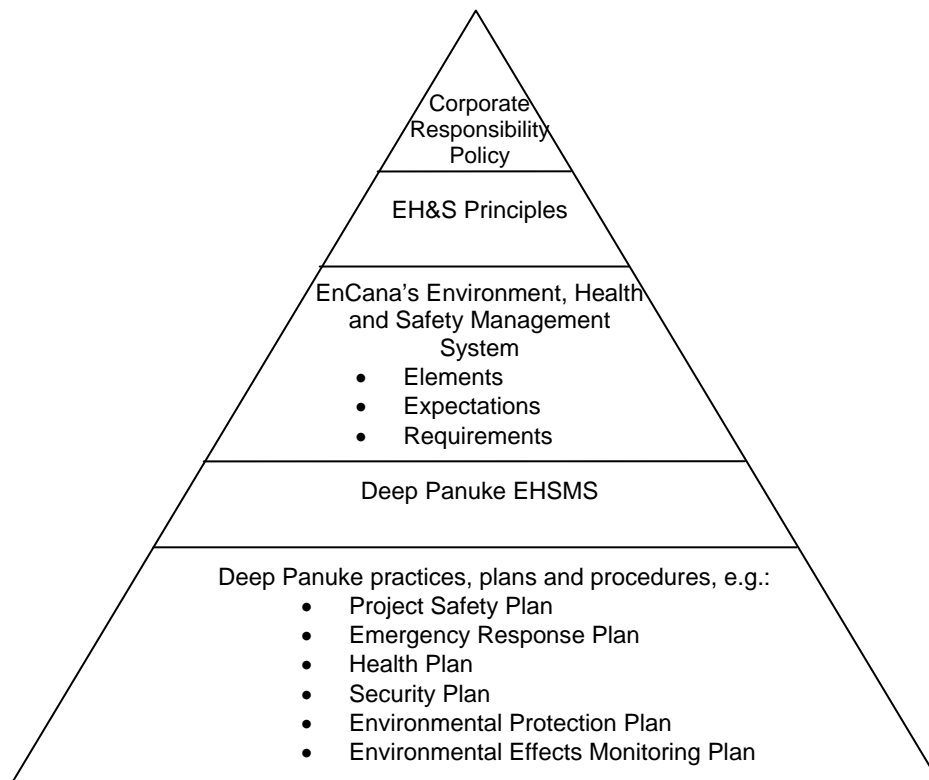 Corporate
Responsibility
Policy
EH&S Principles
EnCana’s Environment, Health
and Safety Management
System
• Elements
• Expectations
• Requirements
Deep Panuke EHSMS
Deep Panuke practices, plans and procedures, e.g.:
• Project Safety Plan
• Emergency Response Plan
• Health Plan
• Security Plan
• Environmental Protection Plan
• Environmental Effects Monitoring Plan